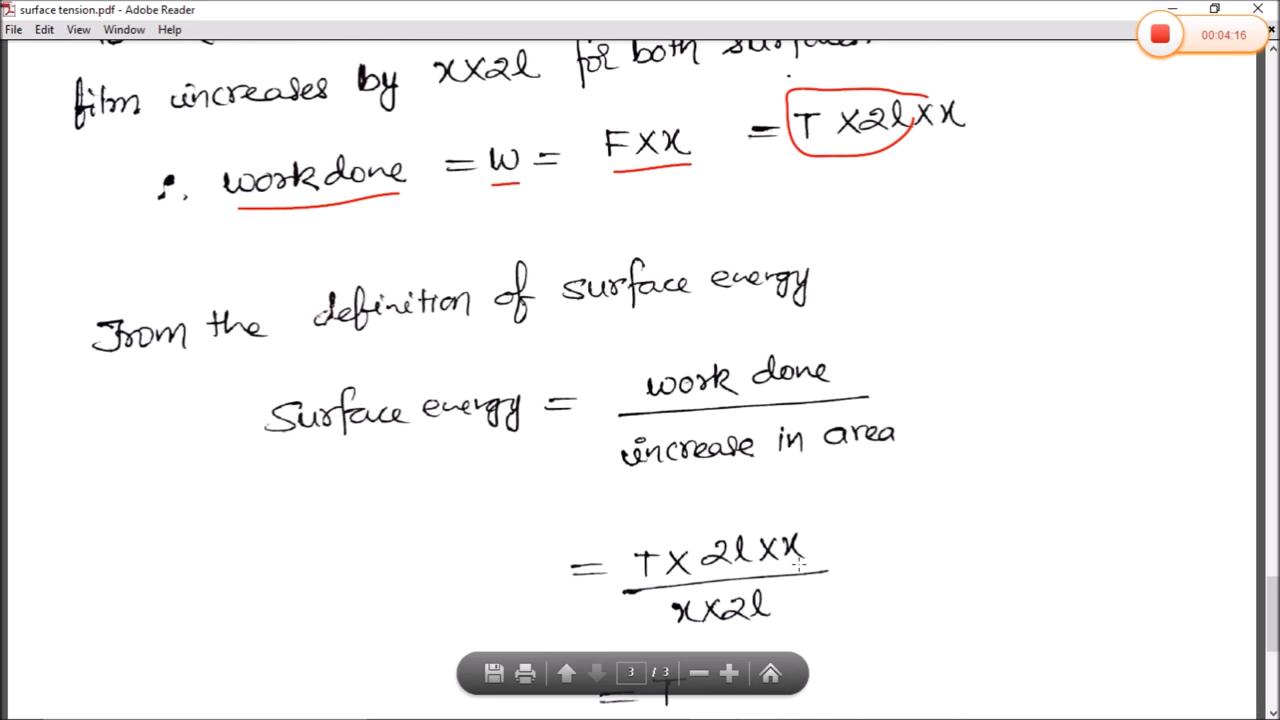 surface tension.pdf - Adobe Reader
File Edit View Window Help
00:04:16
film increases by x×2l for both surfaces.
∴ workdone = W = F×x = T×2l×x
From the definition of surface energy
Surface energy = work done
increase in area
= T×2l×x
x×2l
3 / 3
= T